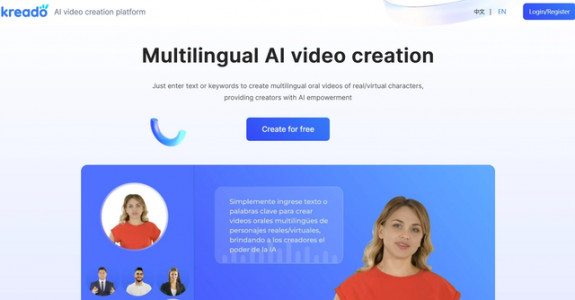 kreado AI video creation platform
中文 | EN
Login/Register
Multilingual AI video creation
Just enter text or keywords to create multilingual oral videos of real/virtual characters,
providing creators with AI empowerment
Create for free
Simplemente ingrese texto o
palabras clave para crear
videos orales multilingües de
personajes reales/virtuales,
brindando a los creadores el
poder de la IA